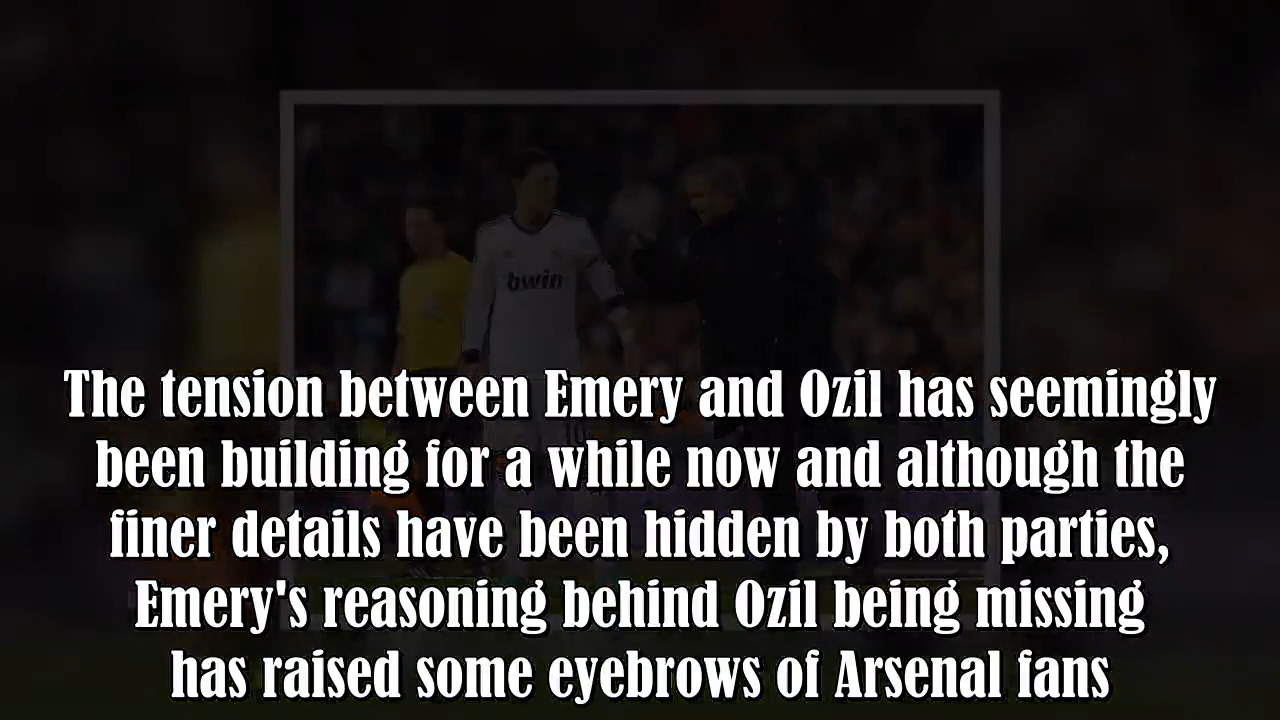 bwin
The tension between Emery and Ozil has seemingly
been building for a while now and although the
finer details have been hidden by both parties,
Emery's reasoning behind Ozil being missing
has raised some eyebrows of Arsenal fans